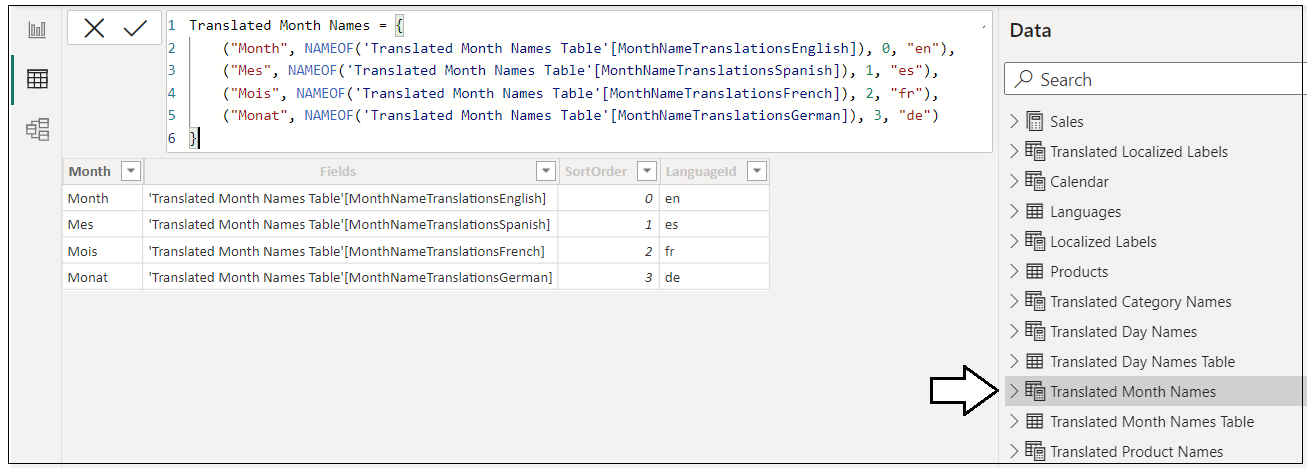 1 Translated Month Names = {
2 ("Month", NAMEOF('Translated Month Names Table'[MonthNameTranslationsEnglish]), 0, "en"),
3 ("Mes", NAMEOF('Translated Month Names Table'[MonthNameTranslationsSpanish]), 1, "es"),
4 ("Mois", NAMEOF('Translated Month Names Table'[MonthNameTranslationsFrench]), 2, "fr"),
5 ("Monat", NAMEOF('Translated Month Names Table'[MonthNameTranslationsGerman]), 3, "de")
6 }
Month Fields SortOrder LanguageId
Month 'Translated Month Names Table'[MonthNameTranslationsEnglish] 0 en
Mes 'Translated Month Names Table'[MonthNameTranslationsSpanish] 1 es
Mois 'Translated Month Names Table'[MonthNameTranslationsFrench] 2 fr
Monat 'Translated Month Names Table'[MonthNameTranslationsGerman] 3 de
Data
Search
Sales
Translated Localized Labels
Calendar
Languages
Localized Labels
Products
Translated Category Names
Translated Day Names
Translated Day Names Table
Translated Month Names
Translated Month Names Table
Translated Product Names